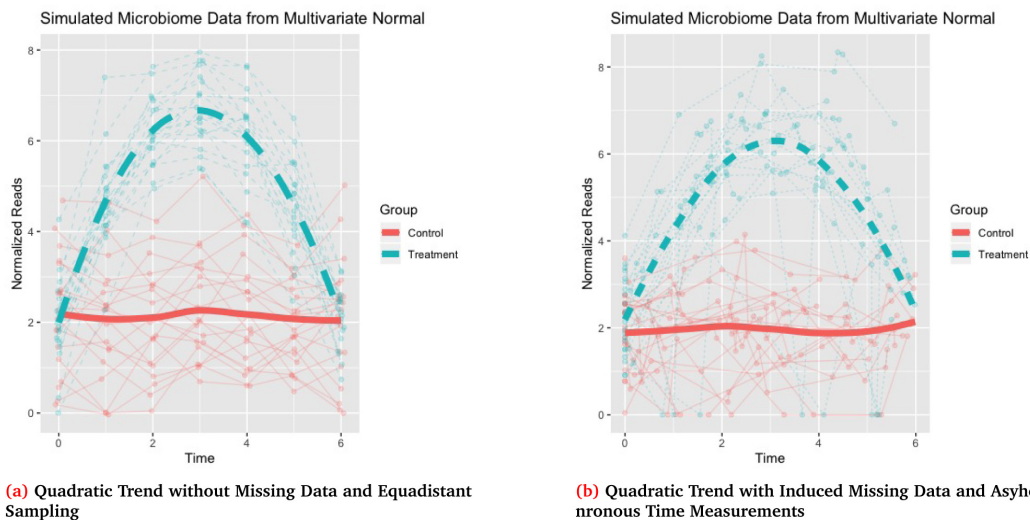 Simulated Microbiome Data from Multivariate Normal
8
6
4
2
0
Normalized Reads
0 2 4 6
Time
Group
Control
Treatment
(a) Quadratic Trend without Missing Data and Equadistant
Sampling
Simulated Microbiome Data from Multivariate Normal
8
6
4
2
0
Normalized Reads
0 2 4 6
Time
Group
Control
Treatment
(b) Quadratic Trend with Induced Missing Data and Asyhc
nronous Time Measurements